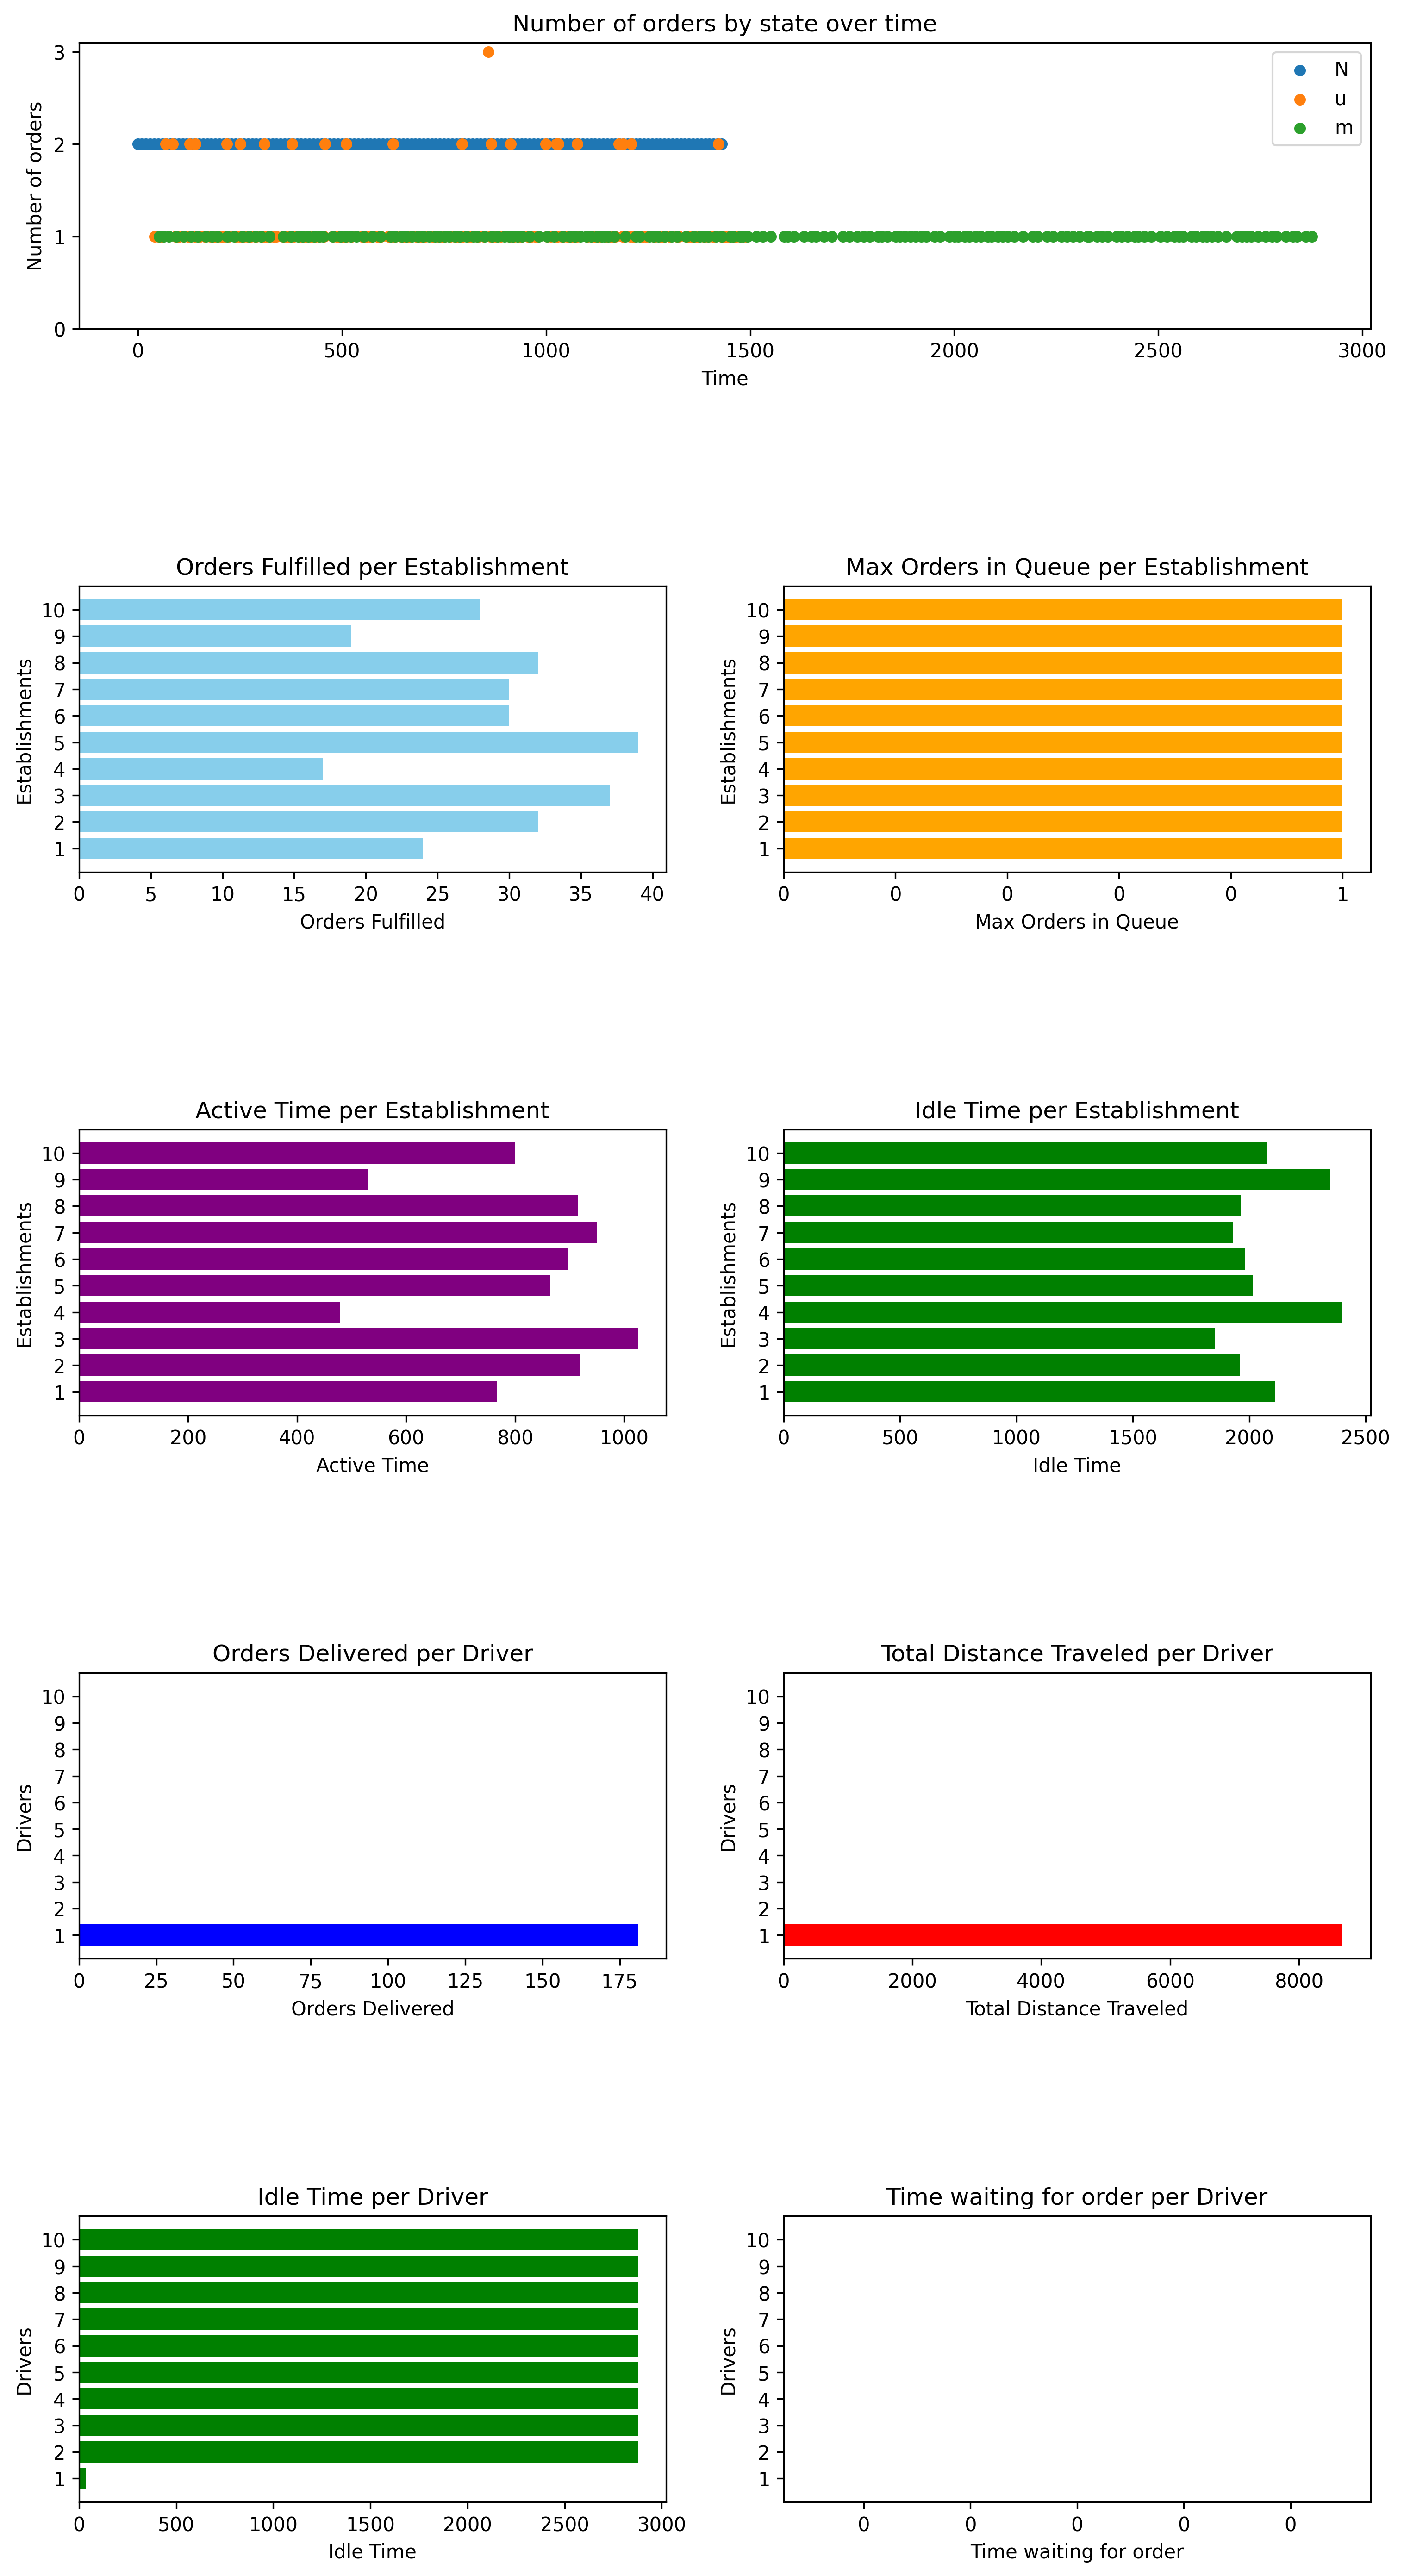 Number of orders by state over time
Number of orders
3
2
1
0
N
u
m
0 500 1000 1500 2000 2500 3000
Time
Orders Fulfilled per Establishment
Establishments
10
9
8
7
6
5
4
3
2
1
0 5 10 15 20 25 30 35 40
Orders Fulfilled
Max Orders in Queue per Establishment
Establishments
10
9
8
7
6
5
4
3
2
1
0 0 0 0 0 1
Max Orders in Queue
Active Time per Establishment
Establishments
10
9
8
7
6
5
4
3
2
1
0 200 400 600 800 1000
Active Time
Idle Time per Establishment
Establishments
10
9
8
7
6
5
4
3
2
1
0 500 1000 1500 2000 2500
Idle Time
Orders Delivered per Driver
Drivers
10
9
8
7
6
5
4
3
2
1
0 25 50 75 100 125 150 175
Orders Delivered
Total Distance Traveled per Driver
Drivers
10
9
8
7
6
5
4
3
2
1
0 2000 4000 6000 8000
Total Distance Traveled
Idle Time per Driver
Drivers
10
9
8
7
6
5
4
3
2
1
0 500 1000 1500 2000 2500 3000
Idle Time
Time waiting for order per Driver
Drivers
10
9
8
7
6
5
4
3
2
1
0 0 0 0 0
Time waiting for order